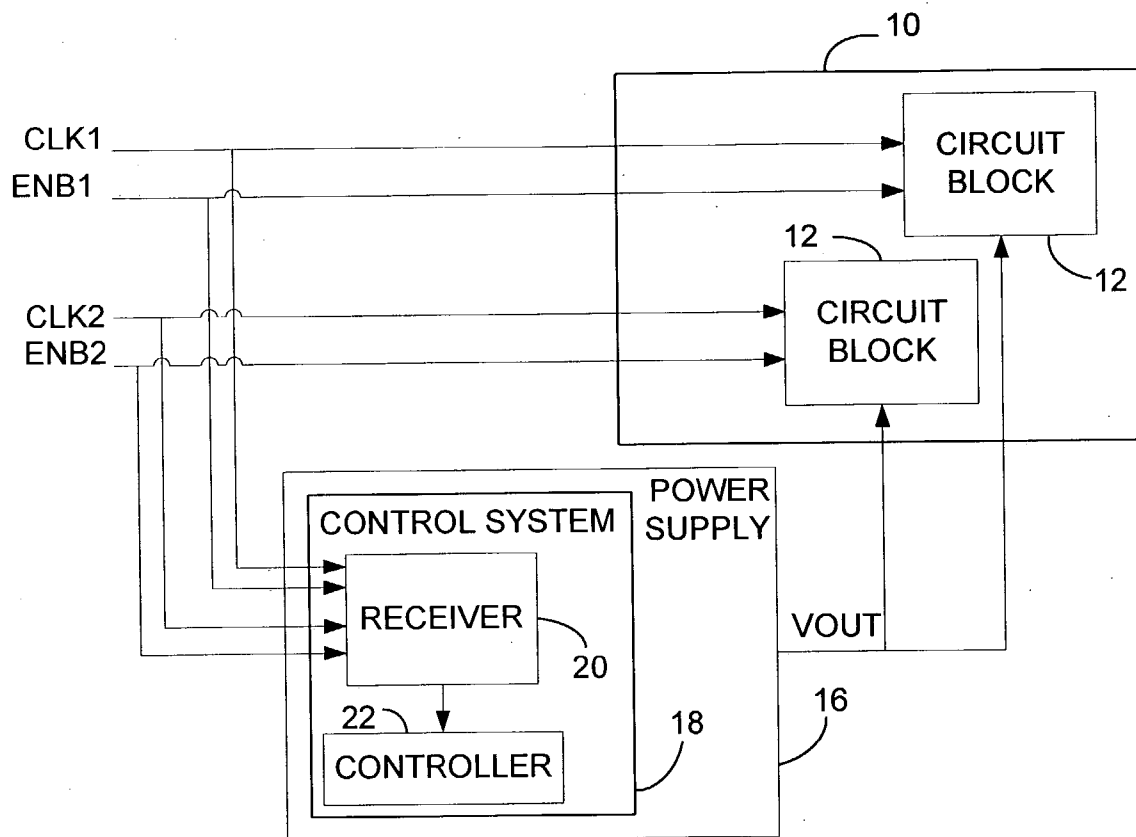 10
CLK1
CIRCUIT
BLOCK
ENB1
12
12
CLK2
CIRCUIT
BLOCK
ENB2
POWER
SUPPLY
CONTROL SYSTEM
RECEIVER
VOUT
20
22
18
16
CONTROLLER